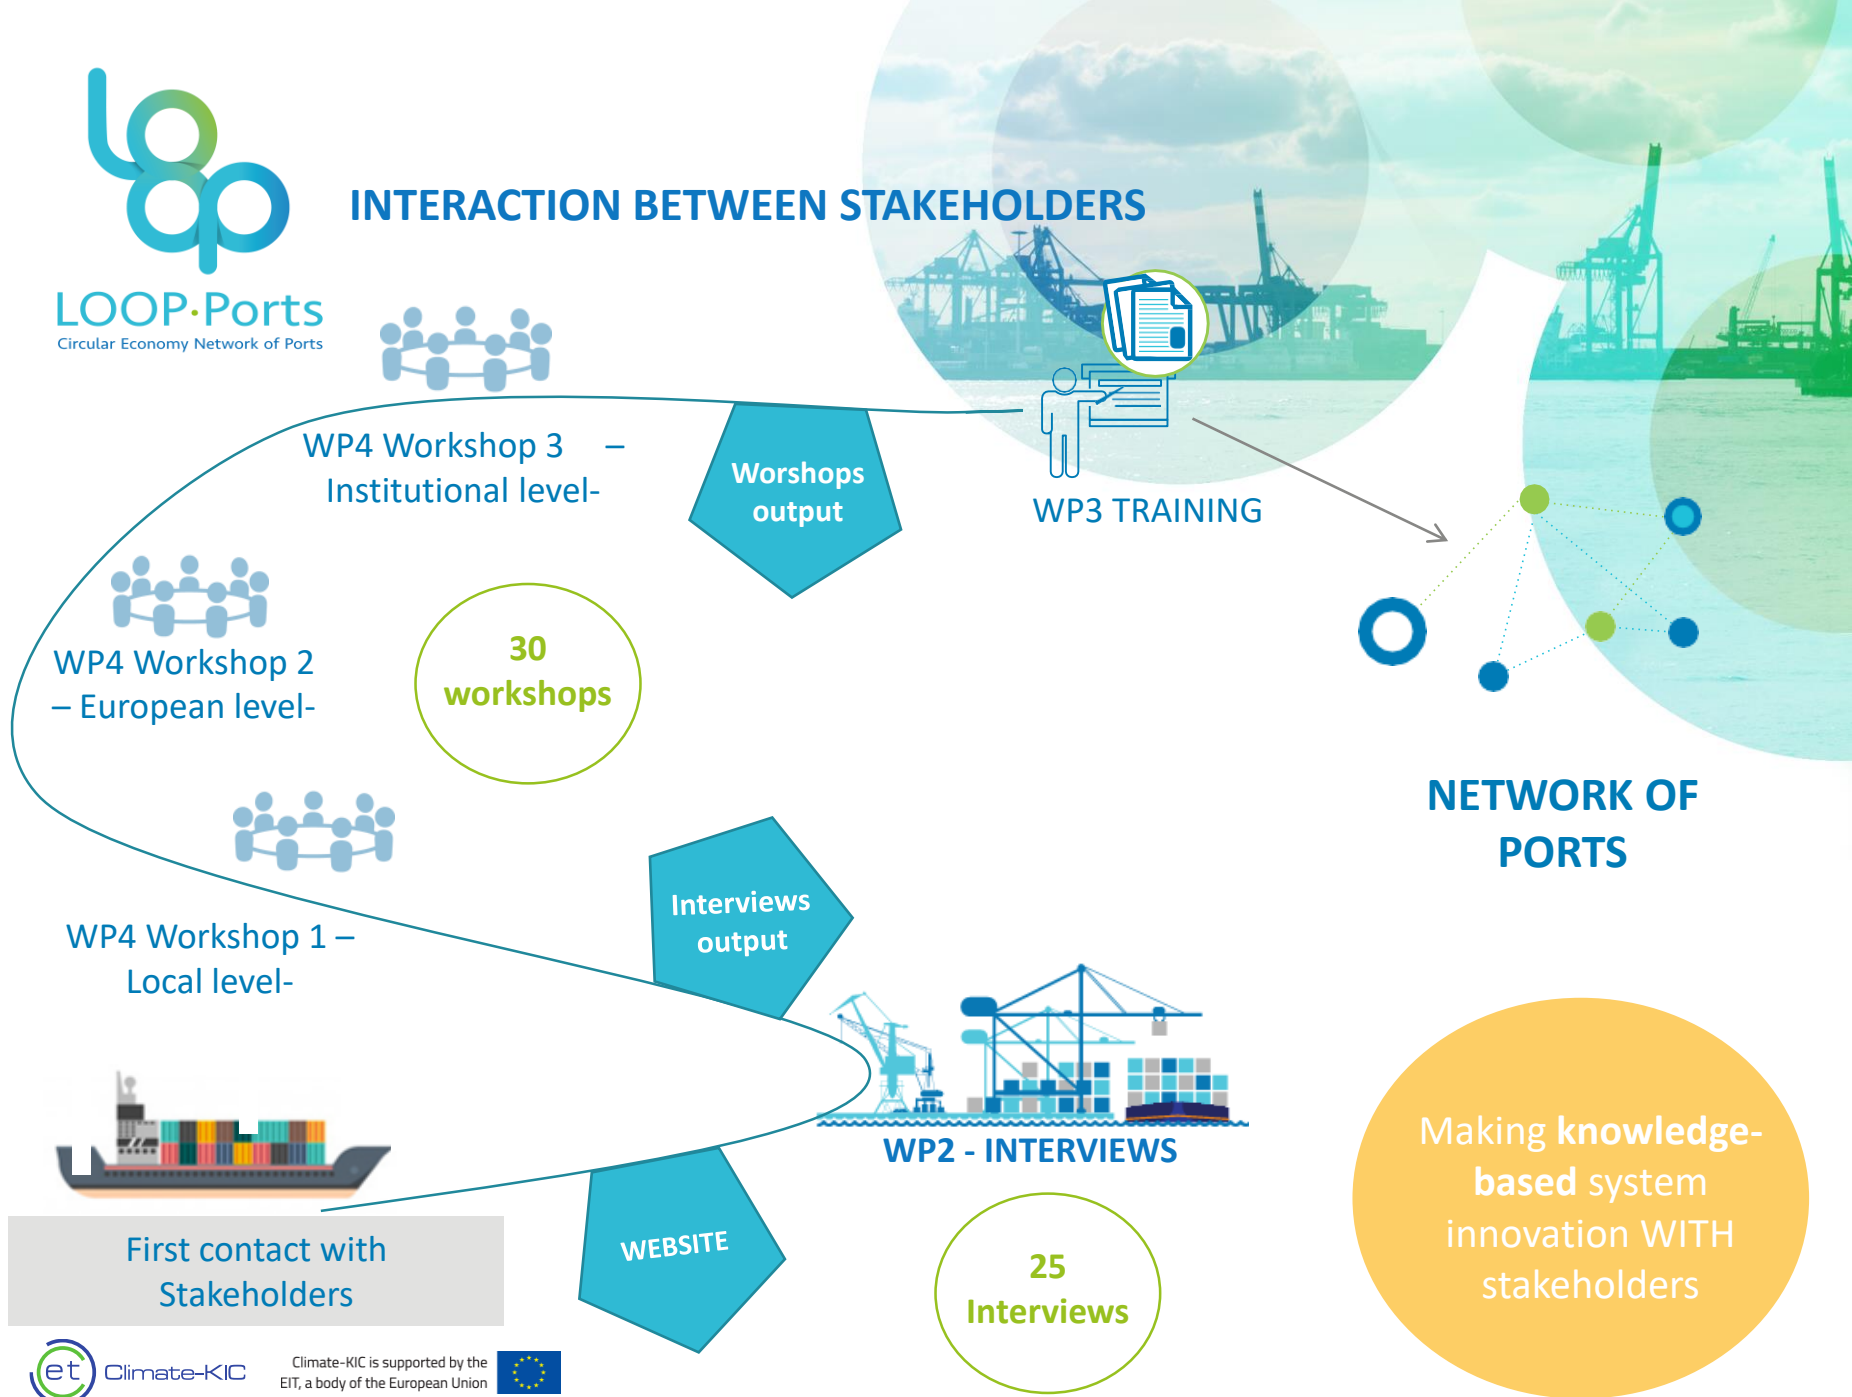 LOOP·Ports
Circular Economy Network of Ports
INTERACTION BETWEEN STAKEHOLDERS
WP4 Workshop 3 –
Institutional level-
Worshops
output
WP3 TRAINING
WP4 Workshop 2
– European level-
30
workshops
NETWORK OF
PORTS
WP4 Workshop 1 –
Local level-
Interviews
output
WP2 - INTERVIEWS
First contact with
Stakeholders
WEBSITE
25
Interviews
Making knowledge-
based system
innovation WITH
stakeholders
Climate-KIC
Climate-KIC is supported by the
EIT, a body of the European Union